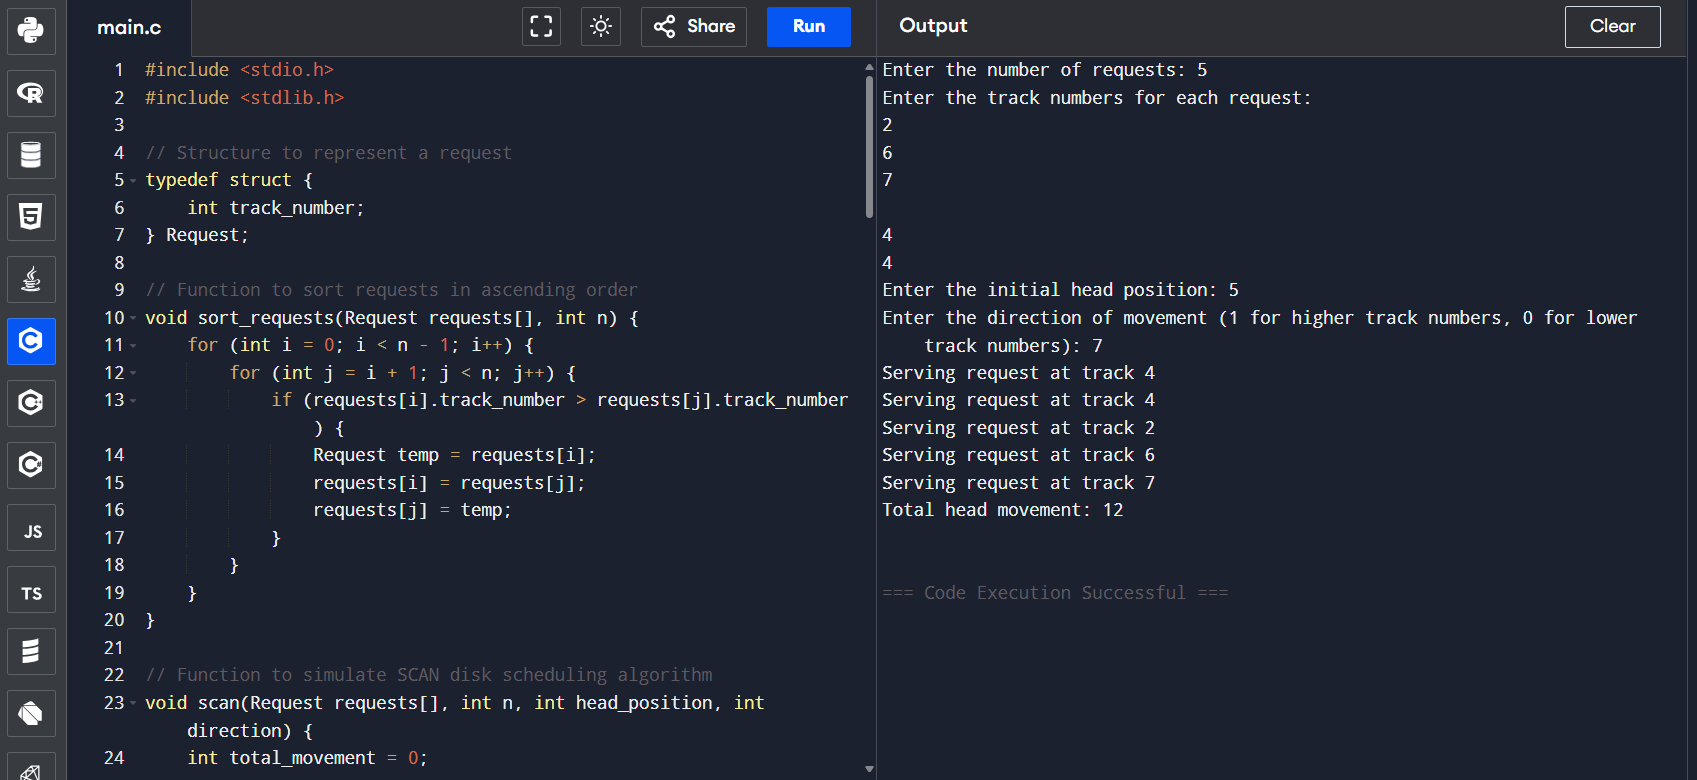 main.c
Share
Run
Output
Clear
1 #include <stdio.h>
2 #include <stdlib.h>
3
4 // Structure to represent a request
5 typedef struct {
6 int track_number;
7 } Request;
8
9 // Function to sort requests in ascending order
10 void sort_requests(Request requests[], int n) {
11 for (int i = 0; i < n - 1; i++) {
12 for (int j = i + 1; j < n; j++) {
13 if (requests[i].track_number > requests[j].track_number
) {
14 Request temp = requests[i];
15 requests[i] = requests[j];
16 requests[j] = temp;
17 }
18 }
19 }
20 }
21
22 // Function to simulate SCAN disk scheduling algorithm
23 void scan(Request requests[], int n, int head_position, int
direction) {
24 int total_movement = 0;
Enter the number of requests: 5
Enter the track numbers for each request:
2
6
7
4
4
Enter the initial head position: 5
Enter the direction of movement (1 for higher track numbers, 0 for lower
track numbers): 7
Serving request at track 4
Serving request at track 4
Serving request at track 2
Serving request at track 6
Serving request at track 7
Total head movement: 12
=== Code Execution Successful ===
R
5
C
C
C
JS
TS